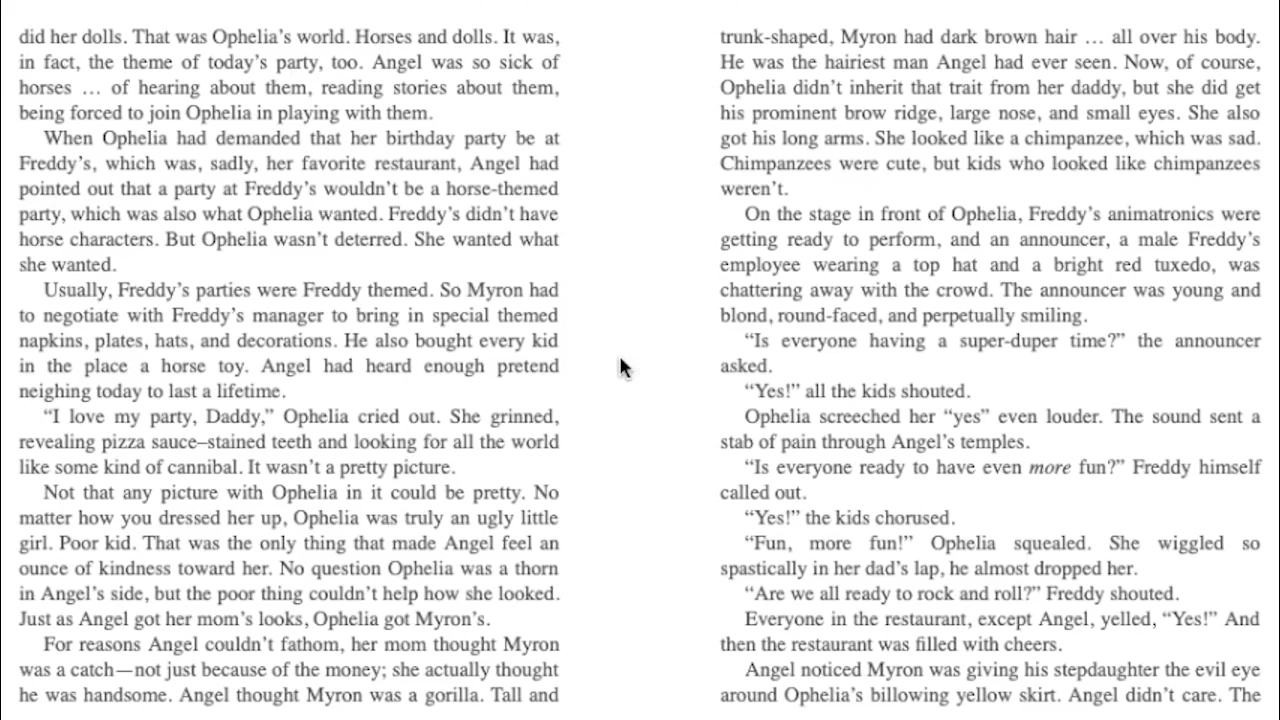 did her dolls. That was Ophelia’s world. Horses and dolls. It was,
in fact, the theme of today’s party, too. Angel was so sick of
horses … of hearing about them, reading stories about them,
being forced to join Ophelia in playing with them.
When Ophelia had demanded that her birthday party be at
Freddy’s, which was, sadly, her favorite restaurant, Angel had
pointed out that a party at Freddy’s wouldn’t be a horse-themed
party, which was also what Ophelia wanted. Freddy’s didn’t have
horse characters. But Ophelia wasn’t deterred. She wanted what
she wanted.
Usually, Freddy’s parties were Freddy themed. So Myron had
to negotiate with Freddy’s manager to bring in special themed
napkins, plates, hats, and decorations. He also bought every kid
in the place a horse toy. Angel had heard enough pretend
neighing today to last a lifetime.
“I love my party, Daddy,” Ophelia cried out. She grinned,
revealing pizza sauce–stained teeth and looking for all the world
like some kind of cannibal. It wasn’t a pretty picture.
Not that any picture with Ophelia in it could be pretty. No
matter how you dressed her up, Ophelia was truly an ugly little
girl. Poor kid. That was the only thing that made Angel feel an
ounce of kindness toward her. No question Ophelia was a thorn
in Angel’s side, but the poor thing couldn’t help how she looked.
Just as Angel got her mom’s looks, Ophelia got Myron’s.
For reasons Angel couldn’t fathom, her mom thought Myron
was a catch—not just because of the money; she actually thought
he was handsome. Angel thought Myron was a gorilla. Tall and
trunk-shaped, Myron had dark brown hair … all over his body.
He was the hairiest man Angel had ever seen. Now, of course,
Ophelia didn’t inherit that trait from her daddy, but she did get
his prominent brow ridge, large nose, and small eyes. She also
got his long arms. She looked like a chimpanzee, which was sad.
Chimpanzees were cute, but kids who looked like chimpanzees
weren’t.
On the stage in front of Ophelia, Freddy’s animatronics were
getting ready to perform, and an announcer, a male Freddy’s
employee wearing a top hat and a bright red tuxedo, was
chattering away with the crowd. The announcer was young and
blond, round-faced, and perpetually smiling.
“Is everyone having a super-duper time?” the announcer
asked.
“Yes!” all the kids shouted.
Ophelia screeched her “yes” even louder. The sound sent a
stab of pain through Angel’s temples.
“Is everyone ready to have even more fun?” Freddy himself
called out.
“Yes!” the kids chorused.
“Fun, more fun!” Ophelia squealed. She wiggled so
spastically in her dad’s lap, he almost dropped her.
“Are we all ready to rock and roll?” Freddy shouted.
Everyone in the restaurant, except Angel, yelled, “Yes!” And
then the restaurant was filled with cheers.
Angel noticed Myron was giving his stepdaughter the evil eye
around Ophelia’s billowing yellow skirt. Angel didn’t care. The